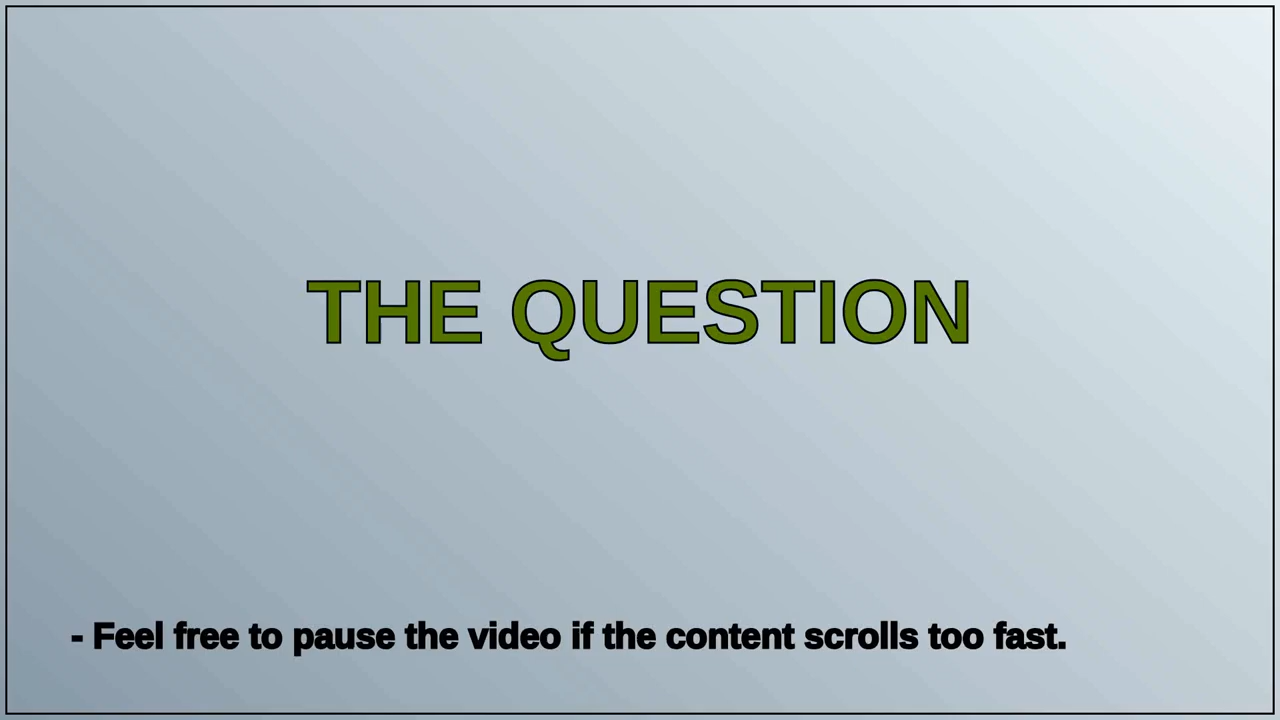 THE QUESTION
- Feel free to pause the video if the content scrolls too fast.